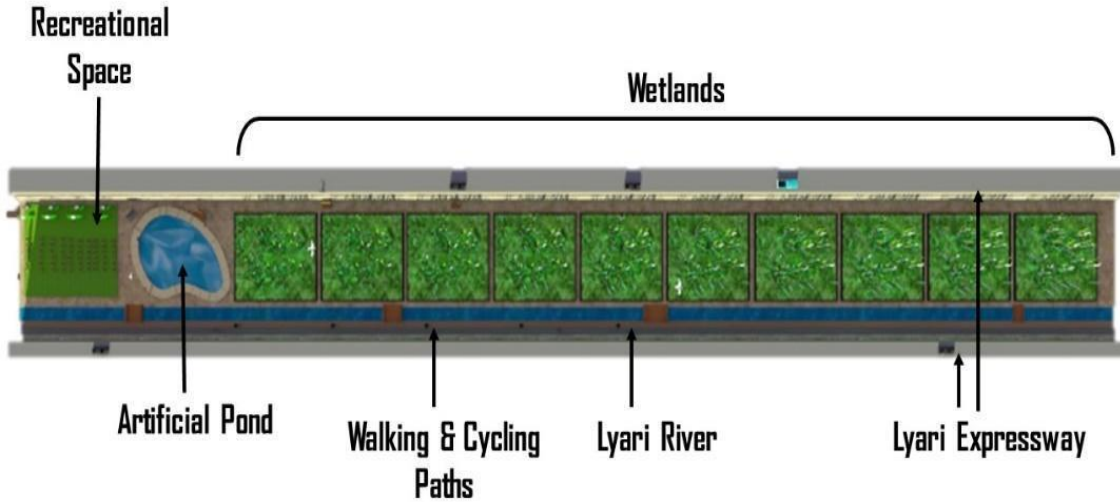 Recreational
Space
Wetlands
Artificial Pond
Walking & Cycling
Paths
Lyari River
Lyari Expressway